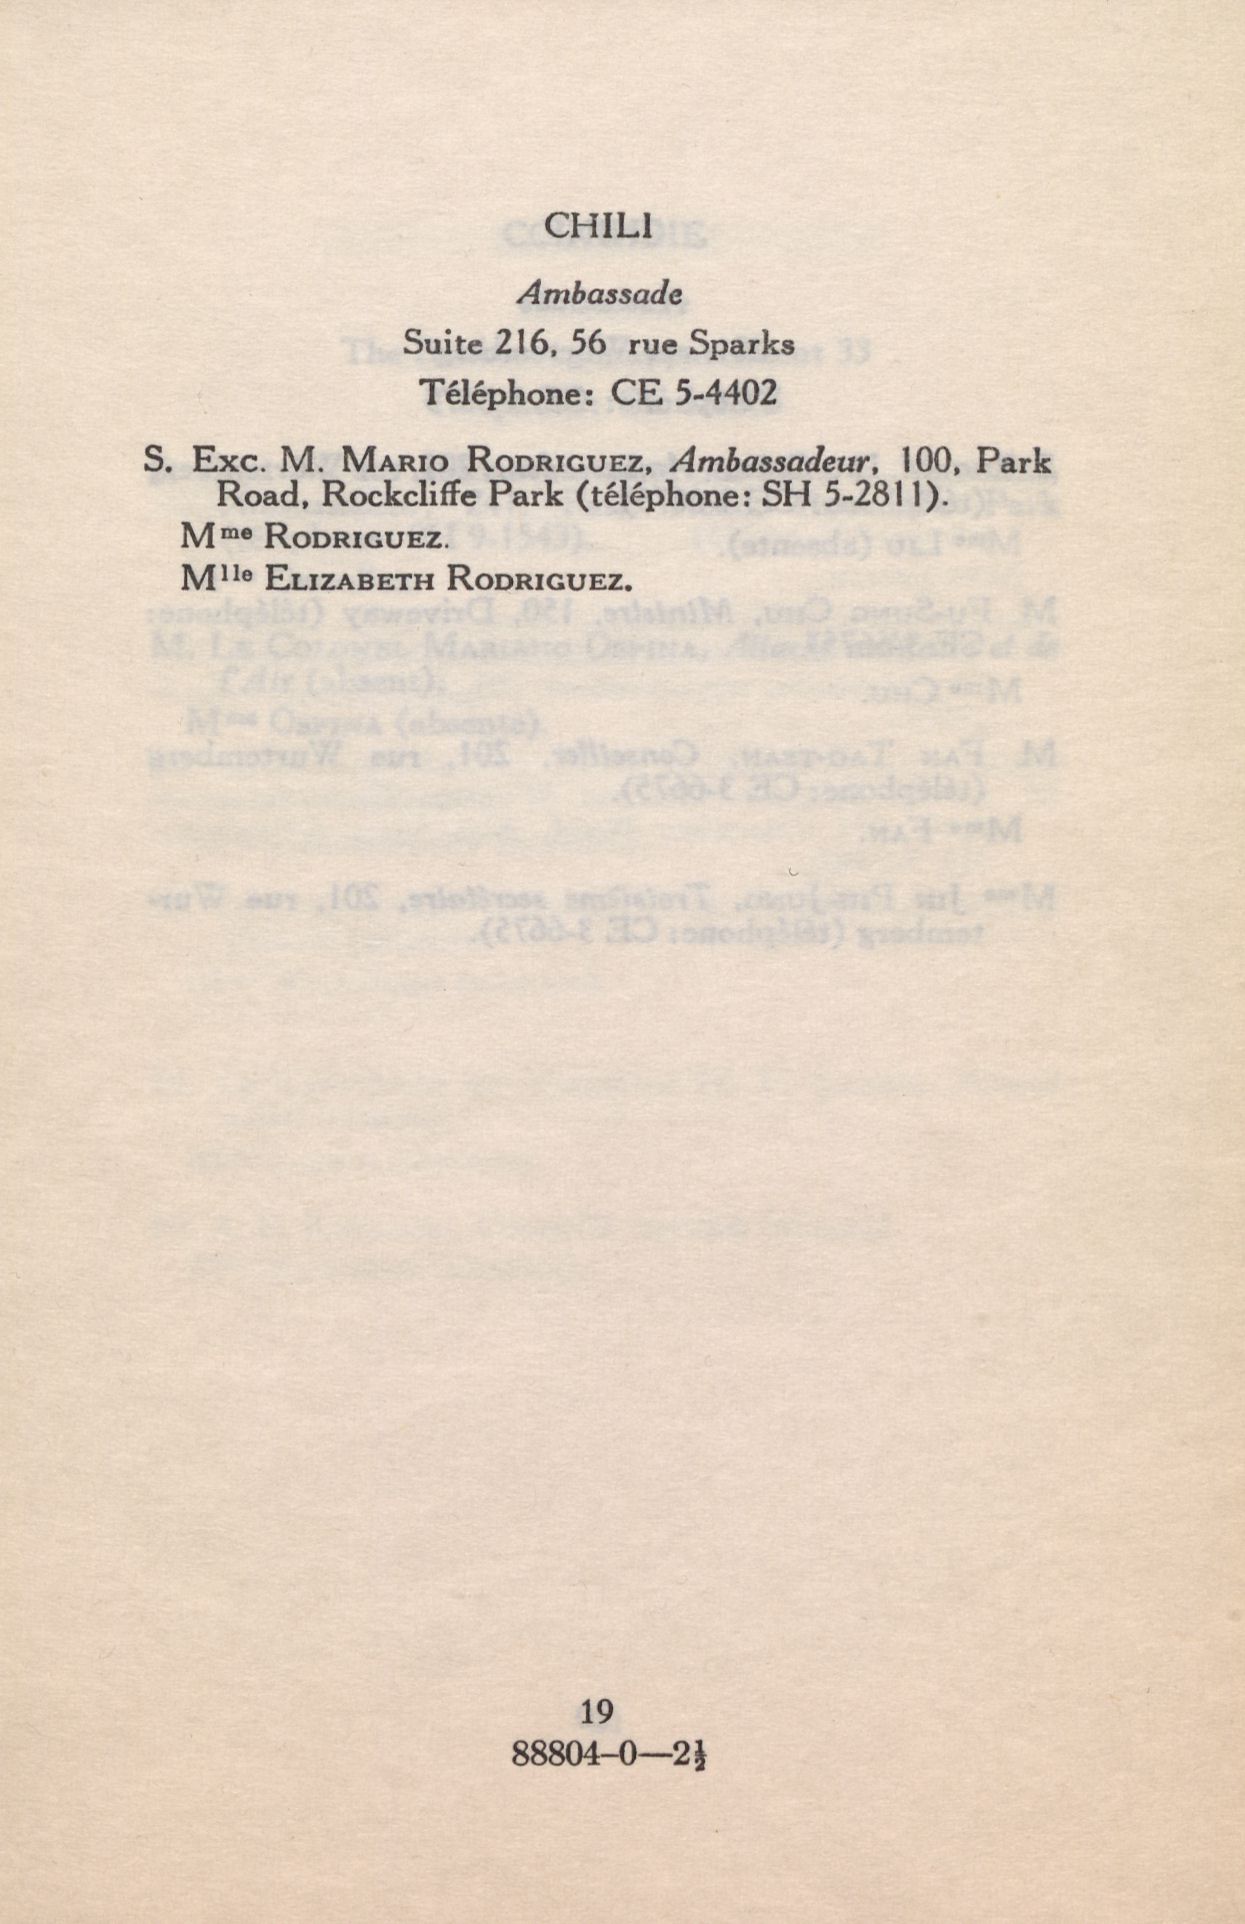 CHILI
Ambassade
Suite 216, 56 rue Sparks
Téléphone: CE 5-4402
S. Exc. M. Mario Rodriguez, Ambassadeur, 100, Park
Road, Rockcliffe Park (téléphone: SH 5-2811).
Mme Rodriguez.
Mlle Elizabeth Rodriguez.
19
88804-0—2½